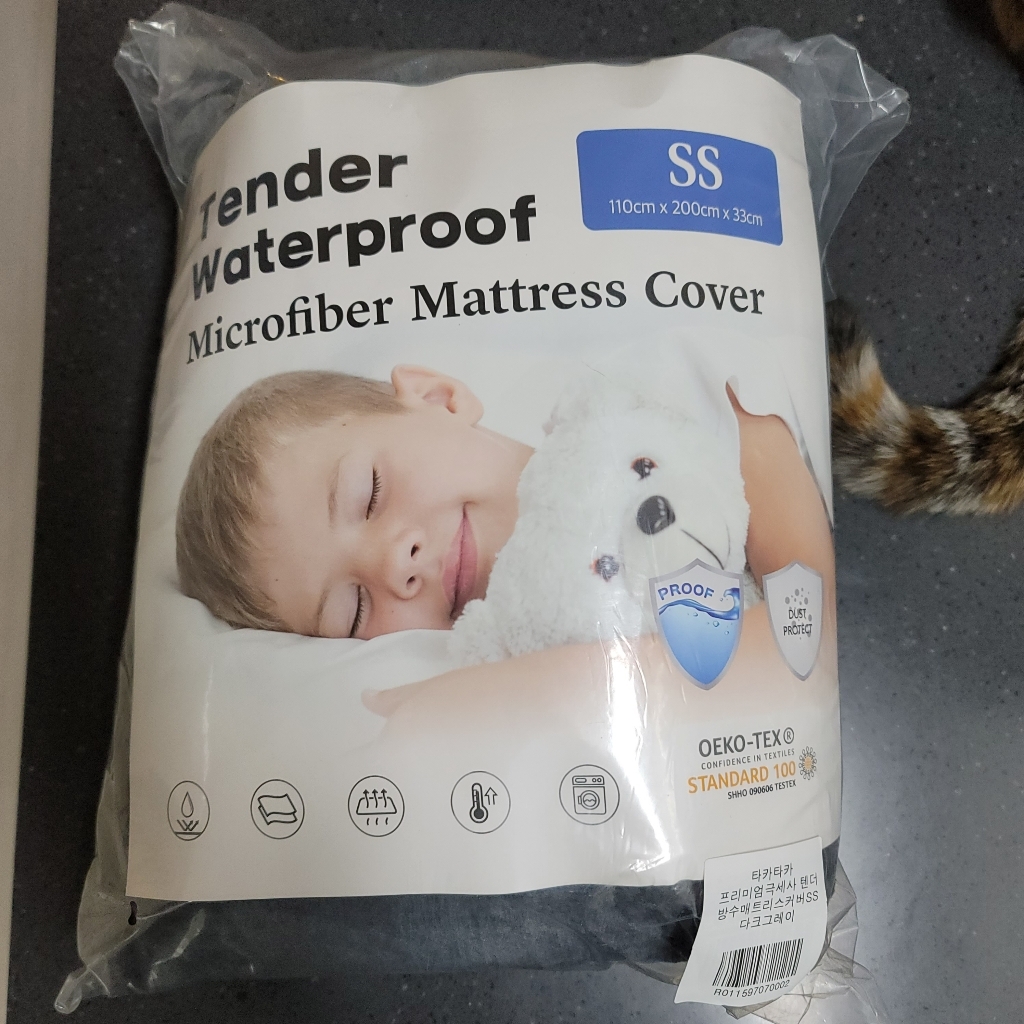 Tender
Waterproof
Microfiber Mattress Cover
SS
110cm x 200cm x 33cm
PROOF
DUST
PROTECT
OEKO-TEX®
CONFIDENCE IN TEXTILES
STANDARD 100
SHHO 090606 TESTEX
타카타카
프리미엄극세사 텐더
방수매트리스커버SS
다크그레이
R011597070002